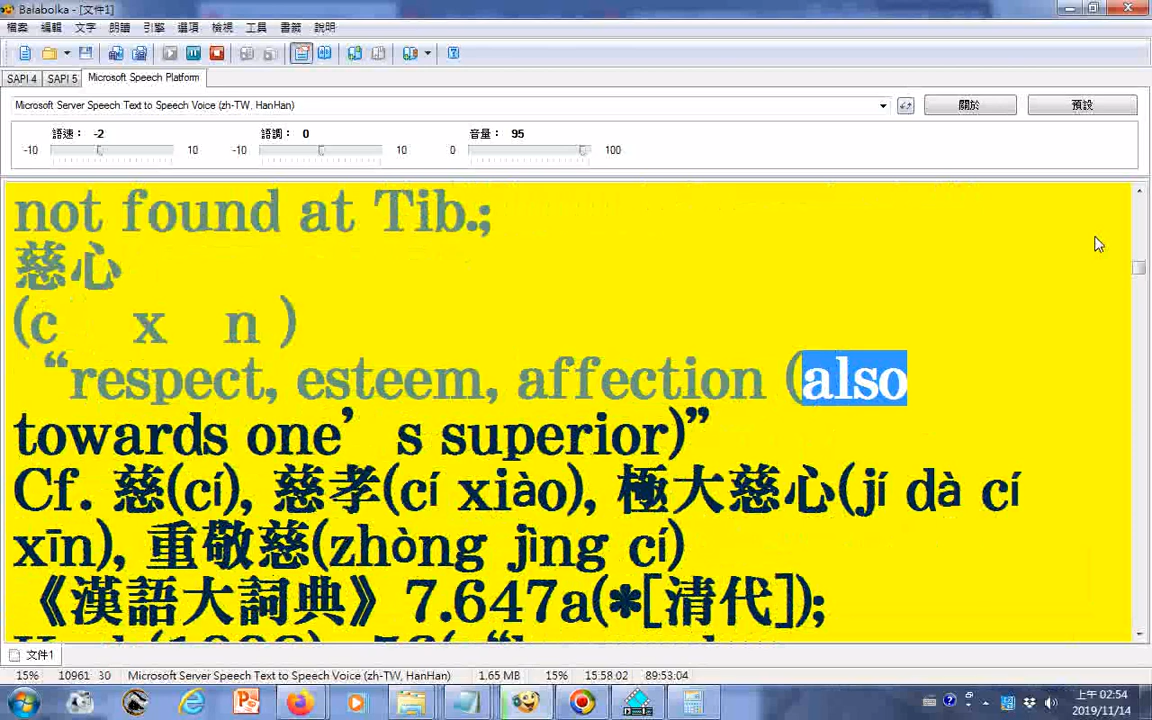 Balabolka - [文件1]
檔案 編輯 文字 朗讀 引擎 選項 檢視 工具 書籤 說明
SAPI 4 SAPI 5 Microsoft Speech Platform
Microsoft Server Speech Text to Speech Voice (zh-TW, HanHan) 關於 預設
語速： -2 語調： 0 音量： 95
-10 10 -10 10 0 100
not found at Tib.;
慈心
(c x n )
“respect, esteem, affection (also
towards one’s superior)”
Cf. 慈(cí), 慈孝(cí xiào), 極大慈心(jí dà cí
xīn), 重敬慈(zhòng jìng cí)
《漢語大詞典》 7.647a(*[清代]);
文件1
15% 10961 30 Microsoft Server Speech Text to Speech Voice (zh-TW, HanHan) 1.65 MB 15% 15:58:02 89:53:04
上午 02:54
2019/11/14